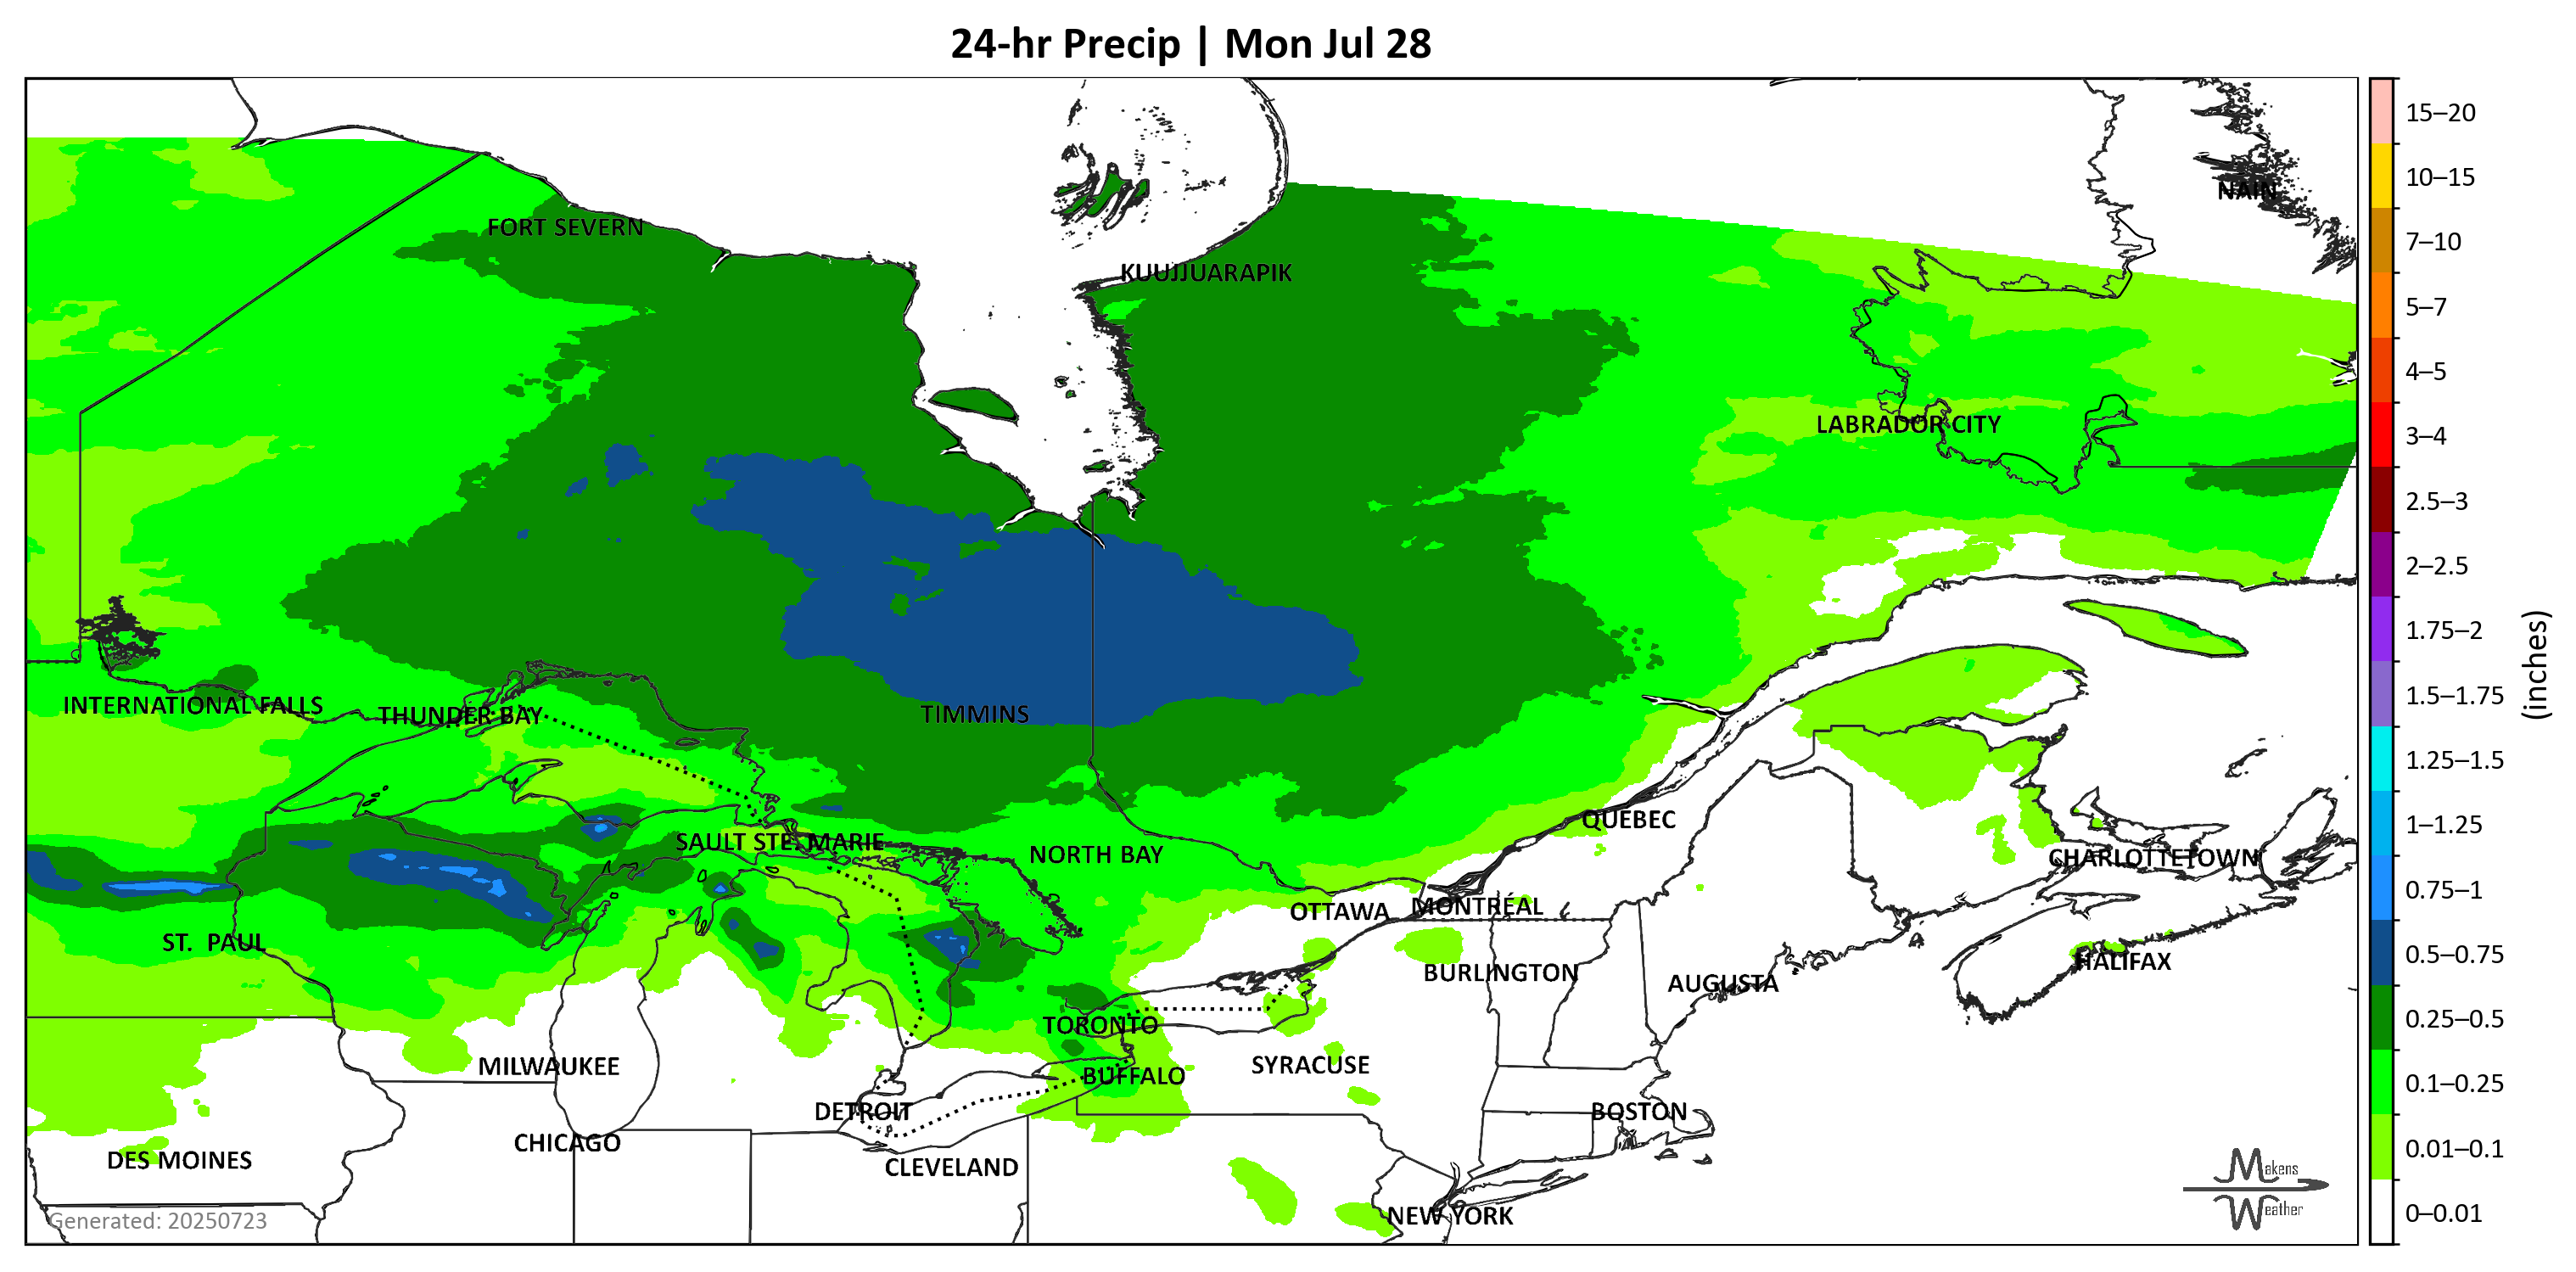 24-hr Precip | Mon Jul 28
NAIN
FORT SEVERN
KUUJJUARAPIK
LABRADOR CITY
INTERNATIONAL FALLS
THUNDER BAY
TIMMINS
QUÉBEC
SAULT STE. MARIE
NORTH BAY
CHARLOTTETOWN
OTTAWA
MONTRÉAL
ST. PAUL
BURLINGTON
HALIFAX
AUGUSTA
TORONTO
MILWAUKEE
SYRACUSE
BUFFALO
DETROIT
BOSTON
CHICAGO
DES MOINES
CLEVELAND
NEW YORK
Generated: 20250723
Makens
Weather
15–20
10–15
7–10
5–7
4–5
3–4
2.5–3
2–2.5
1.75–2
1.5–1.75
1.25–1.5
1–1.25
0.75–1
0.5–0.75
0.25–0.5
0.1–0.25
0.01–0.1
0–0.01
(inches)